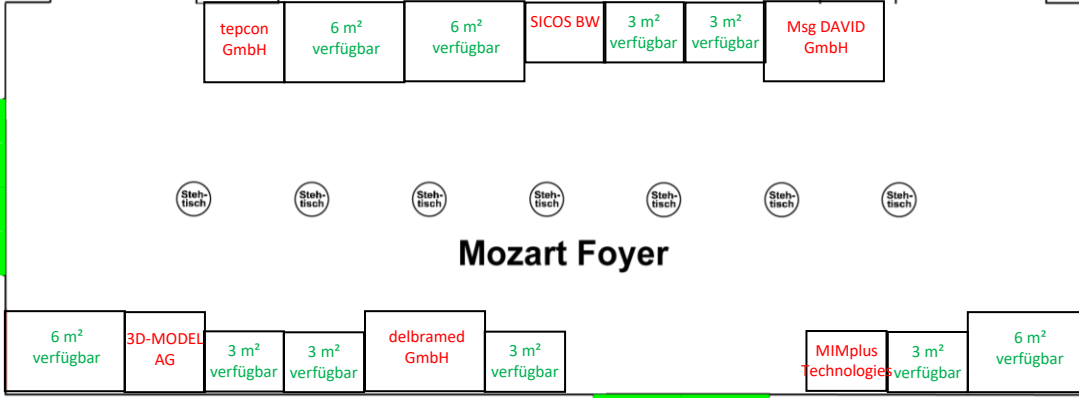 tepcon
GmbH
6 m²
verfügbar
6 m²
verfügbar
SICOS BW
3 m²
verfügbar
3 m²
verfügbar
Msg DAVID
GmbH
Steh-
tisch
Steh-
tisch
Steh-
tisch
Steh-
tisch
Steh-
tisch
Steh-
tisch
Steh-
tisch
Mozart Foyer
6 m²
verfügbar
3D-MODEL
AG
3 m²
verfügbar
3 m²
verfügbar
delbramed
GmbH
3 m²
verfügbar
MIMplus
Technologies
3 m²
verfügbar
6 m²
verfügbar